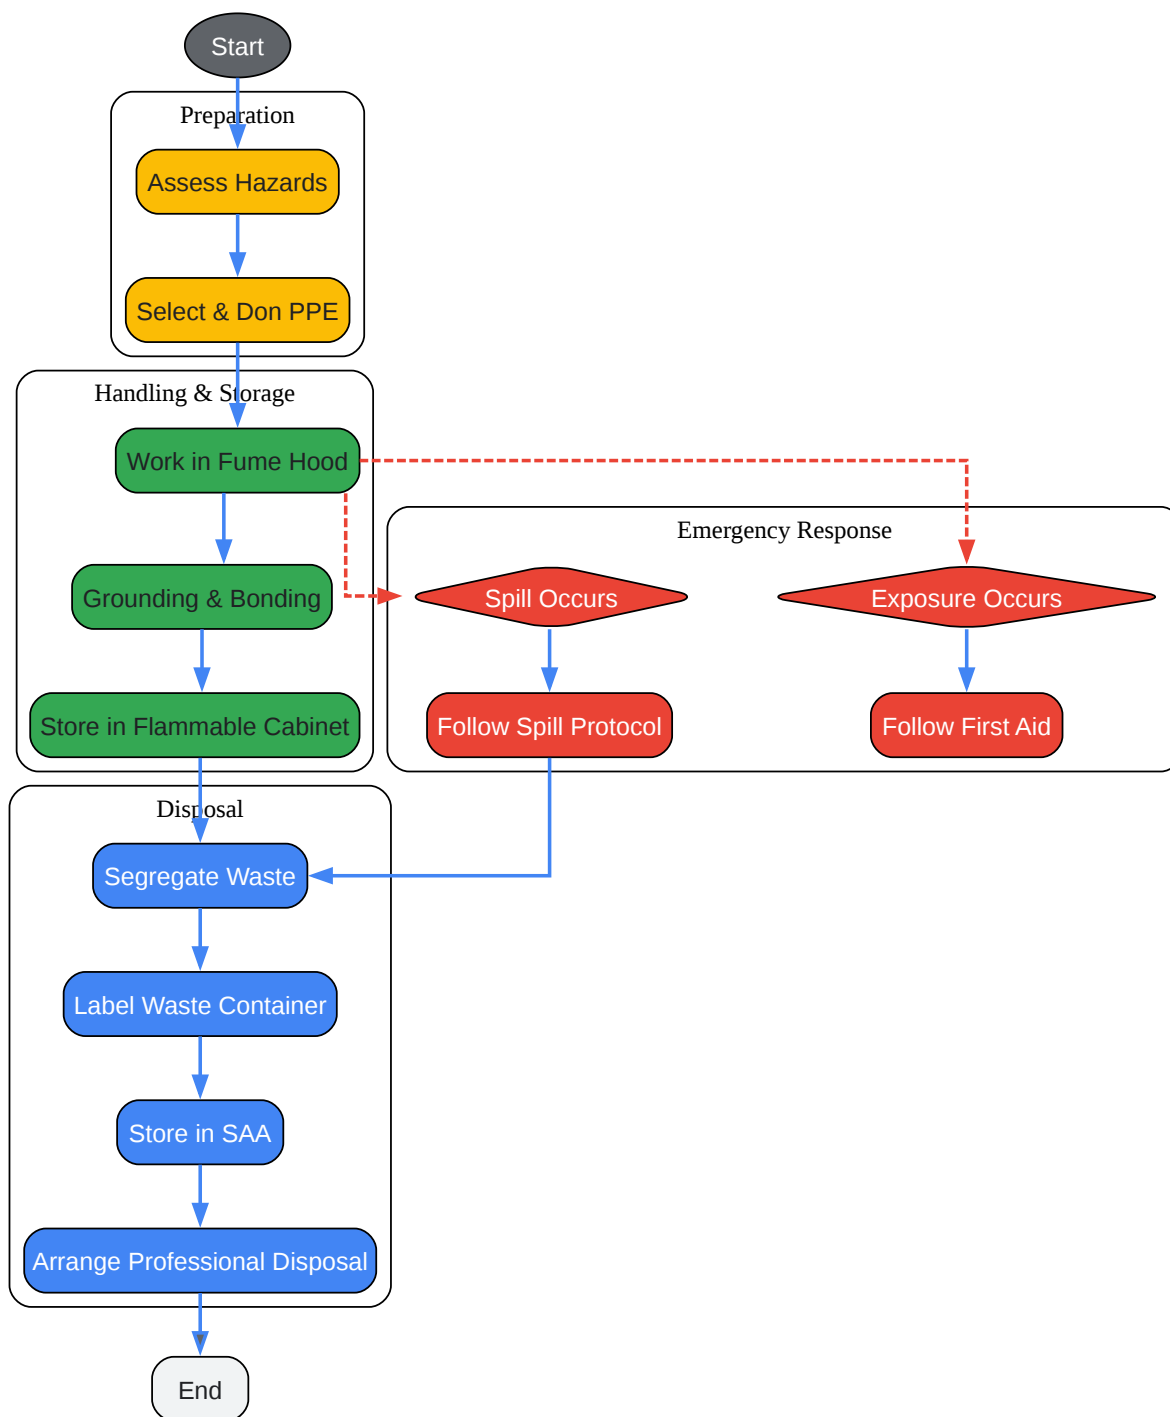 Start
Preparation
Assess Hazards
Select & Don PPE
Handling & Storage
Work in Fume Hood
Grounding & Bonding
Store in Flammable Cabinet
Emergency Response
Spill Occurs
Exposure Occurs
Follow Spill Protocol
Follow First Aid
Disposal
Segregate Waste
Label Waste Container
Store in SAA
Arrange Professional Disposal
End